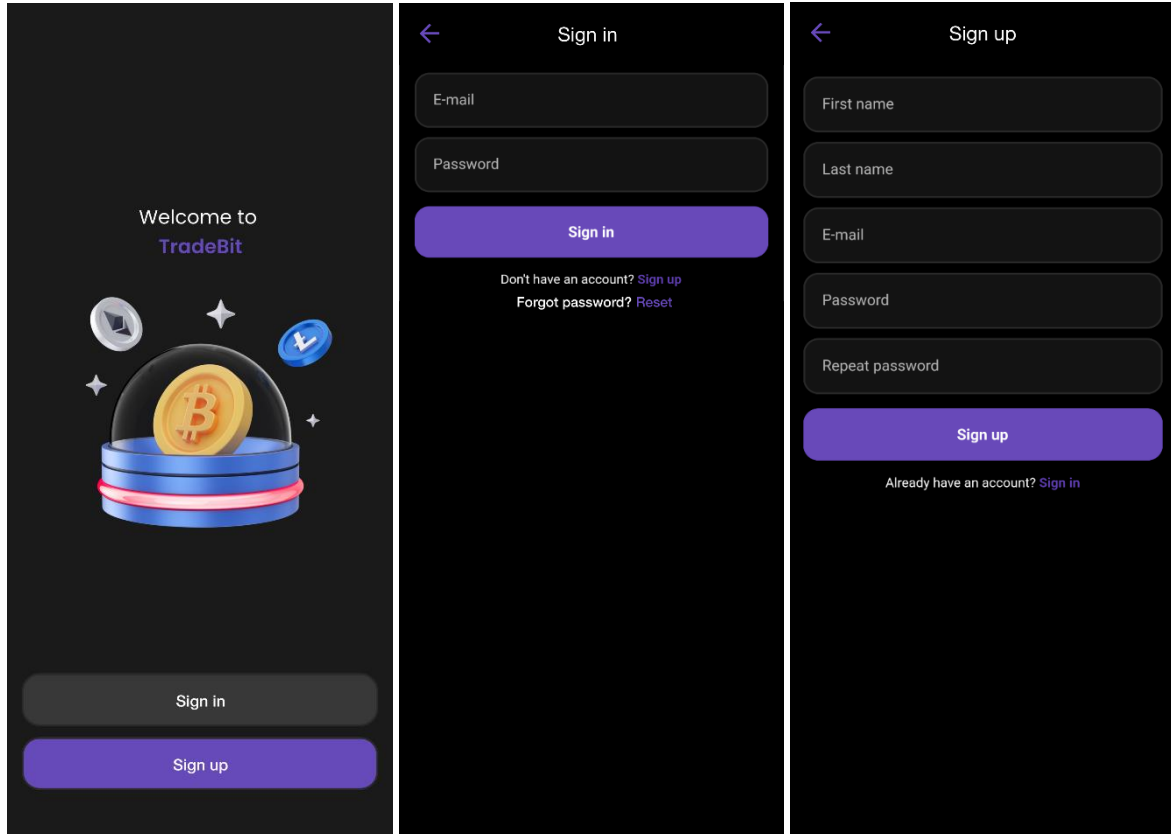 Welcome to
TradeBit
Sign in
Sign up
Sign in
E-mail
Password
Sign in
Don't have an account? Sign up
Forgot password? Reset
Sign up
First name
Last name
E-mail
Password
Repeat password
Sign up
Already have an account? Sign in